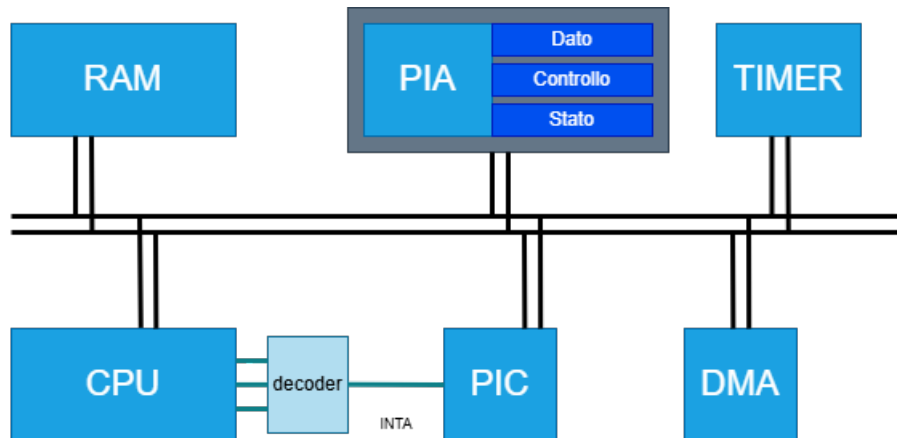 RAM
PIA
Dato
Controllo
Stato
TIMER
CPU
decoder
INTA
PIC
DMA